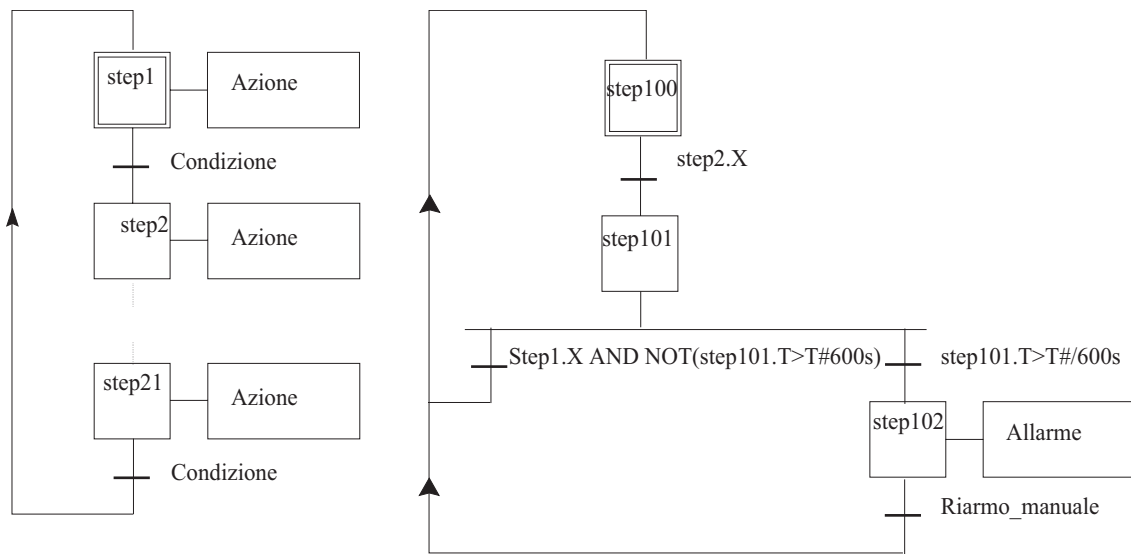 step1
Azione
Condizione
step2
Azione
step21
Azione
Condizione
step100
step2.X
step101
Step1.X AND NOT(step101.T>T#600s)
step101.T>T#/600s
step102
Allarme
Riarmo_manuale